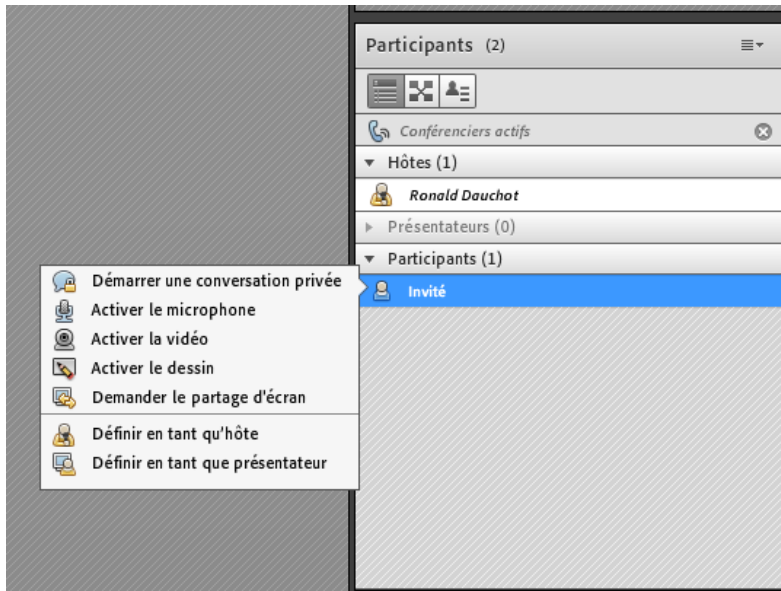 Participants (2)
Conférenciers actifs
Hôtes (1)
Ronald Dauchot
Présentateurs (0)
Participants (1)
Invité
Démarrer une conversation privée
Activer le microphone
Activer la vidéo
Activer le dessin
Demander le partage d'écran
Définir en tant qu'hôte
Définir en tant que présentateur